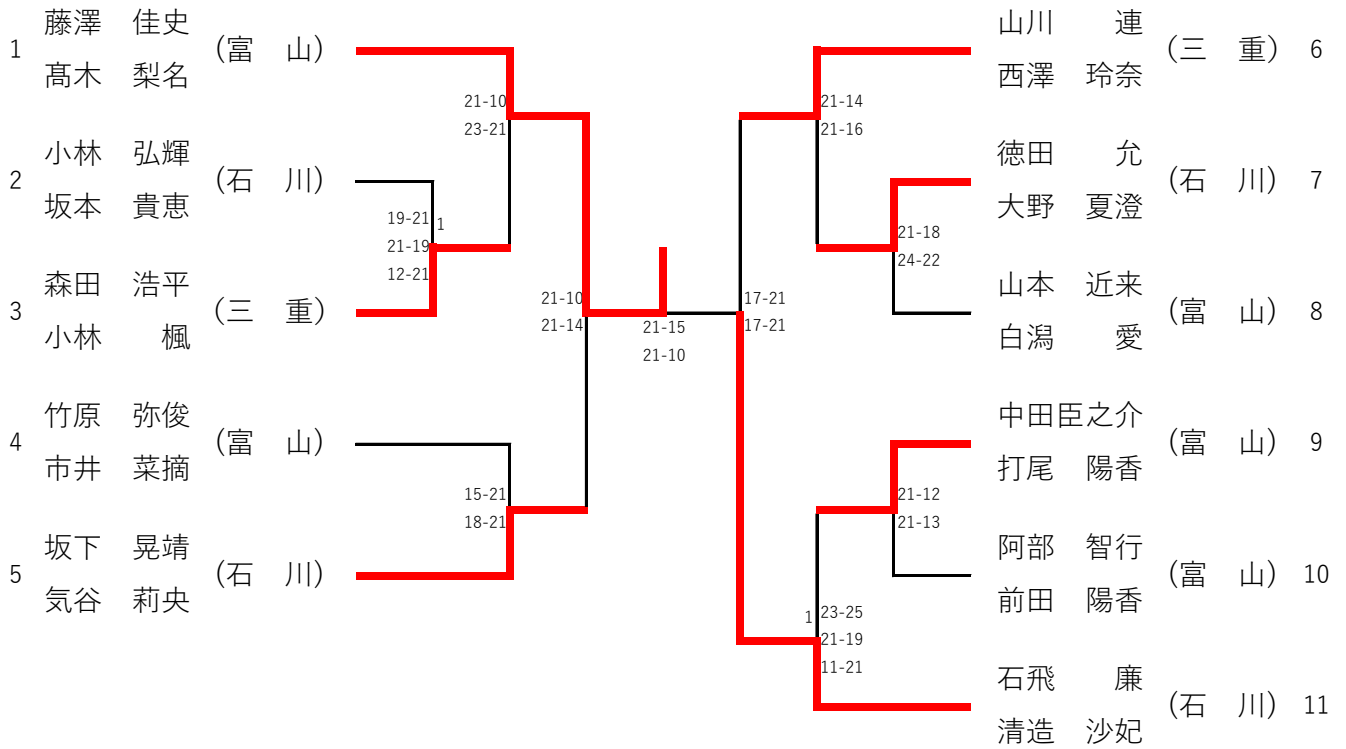 1 藤澤　佳史 (富　山)
髙木　梨名
21-10
23-21
2 小林　弘輝 (石　川)
坂本　貴恵
19-21 1
21-19
12-21
3 森田　浩平 (三　重)
小林　　楓
21-10
21-14
4 竹原　弥俊 (富　山)
市井　菜摘
15-21
18-21
5 坂下　晃靖 (石　川)
気谷　莉央
21-15
21-10
山川　　連 (三　重) 6
西澤　玲奈
21-14
21-16
徳田　　允 (石　川) 7
大野　夏澄
21-18
24-22
山本　近来 (富　山) 8
白潟　　愛
17-21
17-21
中田臣之介 (富　山) 9
打尾　陽香
21-12
21-13
阿部　智行 (富　山) 10
前田　陽香
1 23-25
21-19
11-21
石飛　　廉 (石　川) 11
清造　沙妃